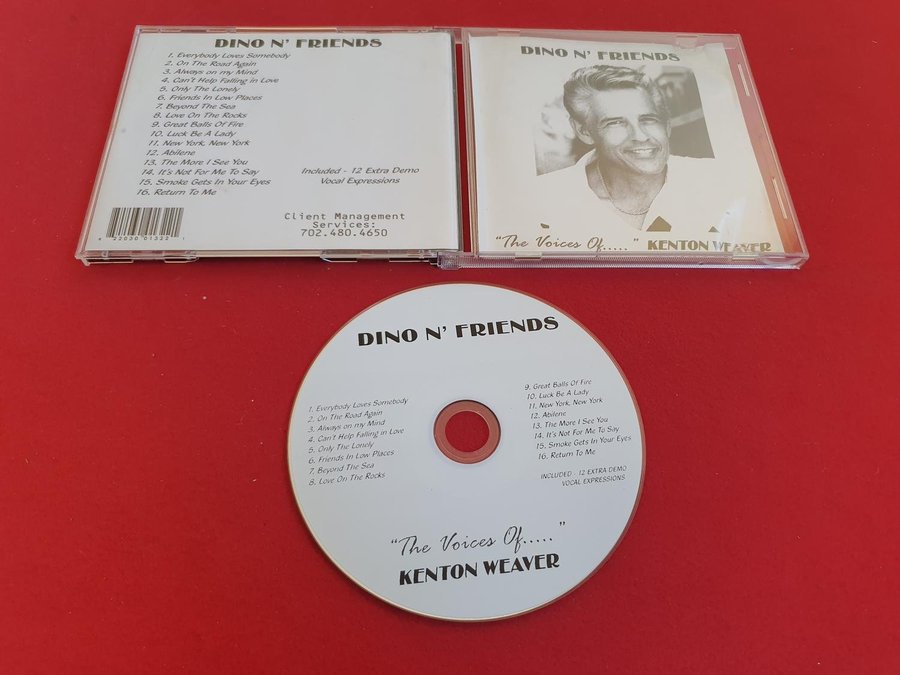 DINO N' FRIENDS
1. Everybody Loves Somebody
2. On The Road Again
3. Always on my Mind
4. Can't Help Falling in Love
5. Only The Lonely
6. Friends In Low Places
7. Beyond The Sea
8. Love On The Rocks
9. Great Balls Of Fire
10. Luck Be A Lady
11. New York, New York
12. Abilene
13. The More I See You
14. It's Not For Me To Say
15. Smoke Gets In Your Eyes
16. Return To Me
Included - 12 Extra Demo
Vocal Expressions
Client Management
Services:
702.480.4650
DINO N' FRIENDS
"The Voices Of....." KENTON WEAVER
DINO N' FRIENDS
1. Everybody Loves Somebody
2. On The Road Again
3. Always on my Mind
4. Can't Help Falling in Love
5. Only The Lonely
6. Friends In Low Places
7. Beyond The Sea
8. Love On The Rocks
9. Great Balls Of Fire
10. Luck Be A Lady
11. New York, New York
12. Abilene
13. The More I See You
14. It's Not For Me To Say
15. Smoke Gets In Your Eyes
16. Return To Me
INCLUDED - 12 EXTRA DEMO
VOCAL EXPRESSIONS
"The Voices Of....."
KENTON WEAVER